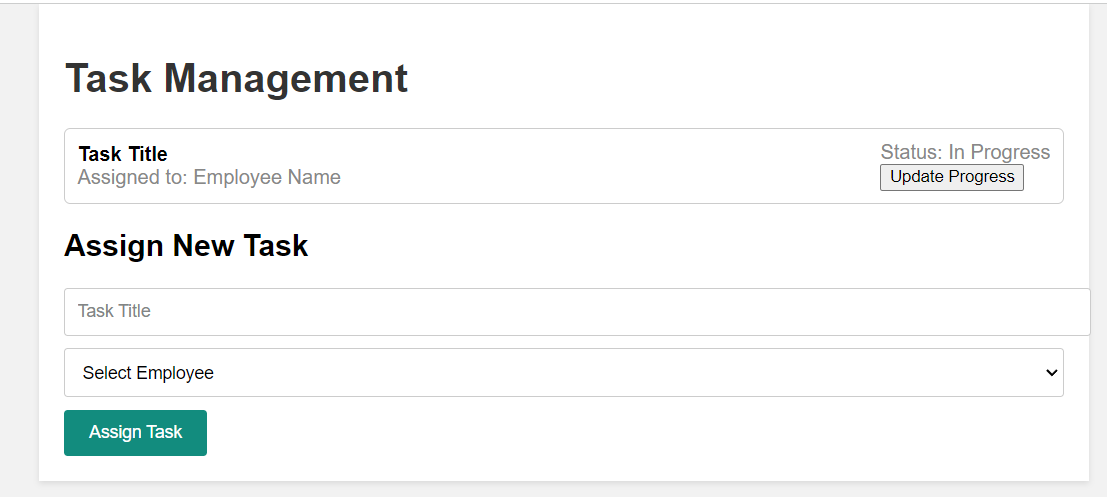 Task Management
Task Title
Assigned to: Employee Name
Status: In Progress
Update Progress
Assign New Task
Task Title
Select Employee
Assign Task